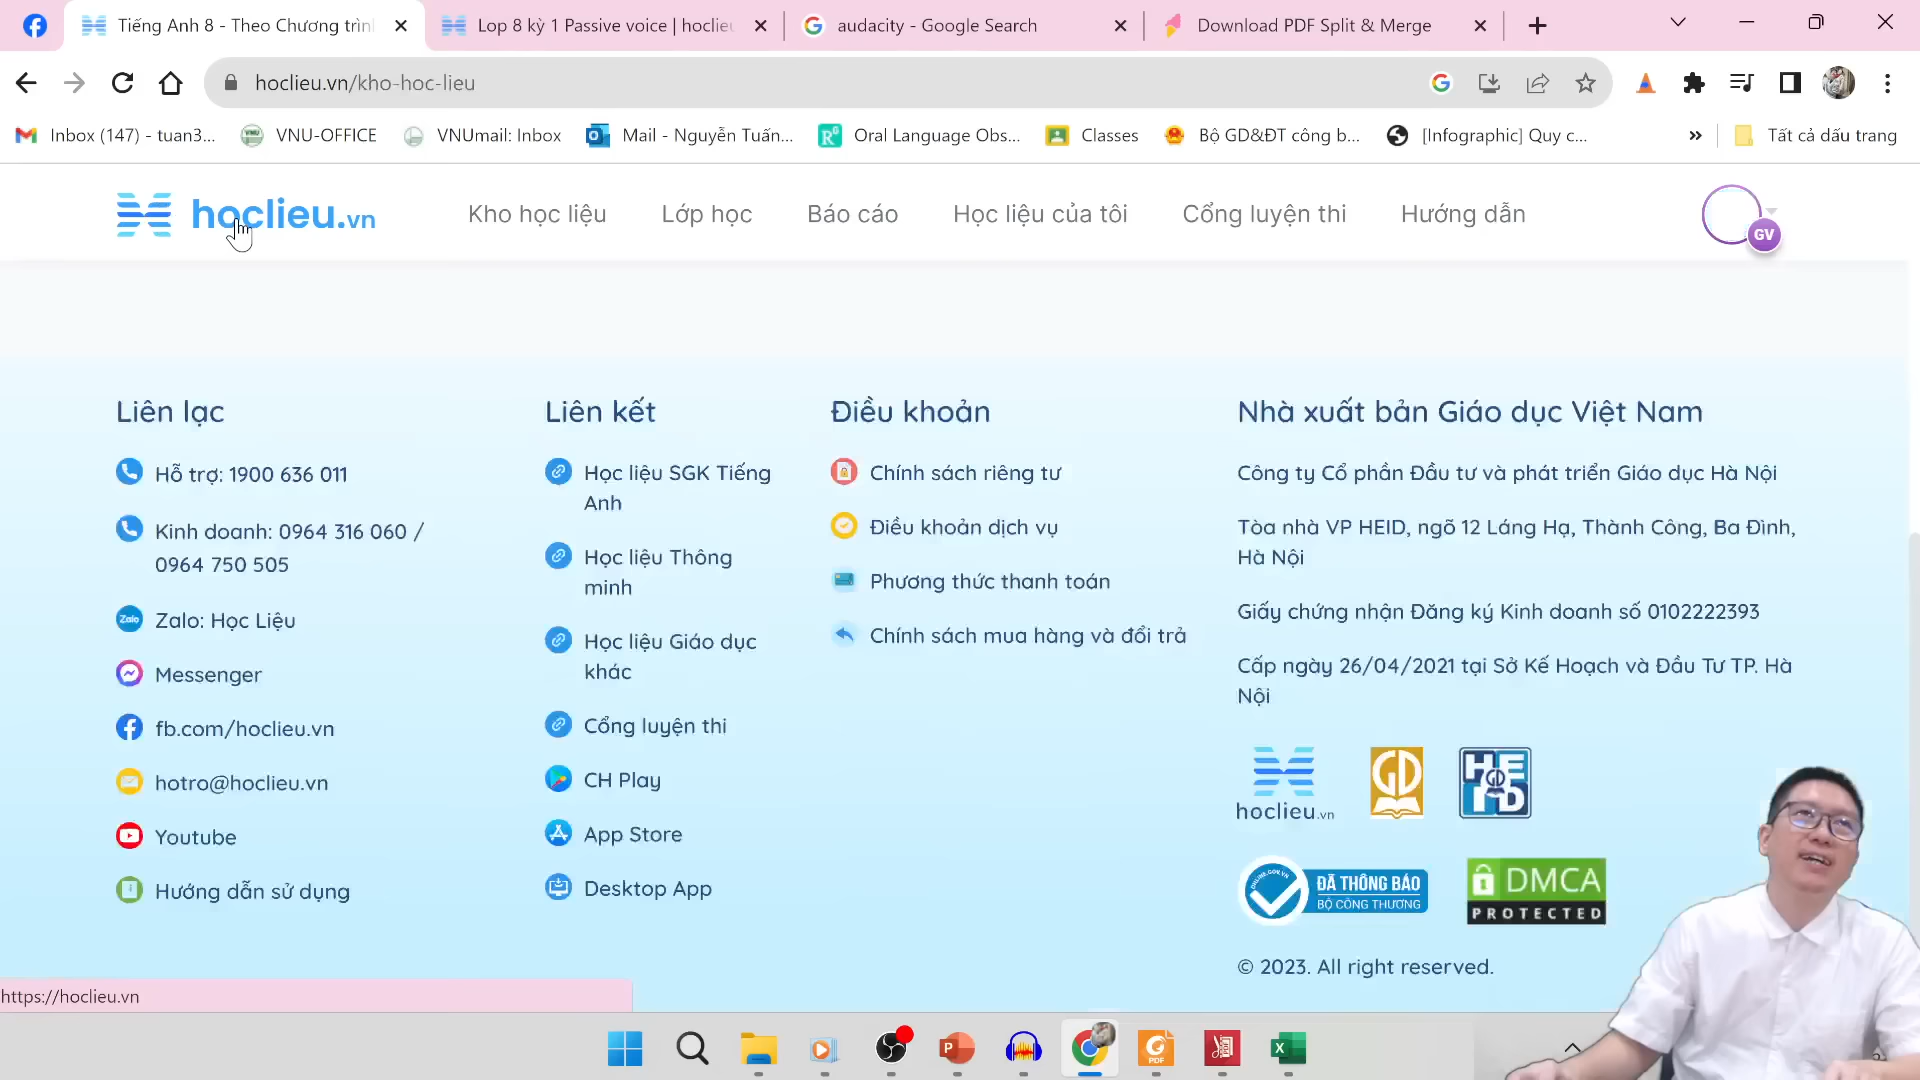 Tiếng Anh 8 - Theo Chương trìn
Lop 8 kỳ 1 Passive voice | hoclieu
audacity - Google Search
Download PDF Split & Merge
hoclieu.vn/kho-hoc-lieu
Inbox (147) - tuan3...
VNU-OFFICE
VNUmail: Inbox
Mail - Nguyễn Tuấn...
Oral Language Obs...
Classes
Bộ GD&ĐT công b...
[Infographic] Quy c...
»
Tất cả dấu trang
hoclieu.vn
Kho học liệu
Lớp học
Báo cáo
Học liệu của tôi
Cổng luyện thi
Hướng dẫn
GV
Liên lạc
Hỗ trợ: 1900 636 011
Kinh doanh: 0964 316 060 /
0964 750 505
Zalo
Zalo: Học Liệu
Messenger
fb.com/hoclieu.vn
hotro@hoclieu.vn
Youtube
Hướng dẫn sử dụng
Liên kết
Học liệu SGK Tiếng
Anh
Học liệu Thông
minh
Học liệu Giáo dục
khác
Cổng luyện thi
CH Play
App Store
Desktop App
Điều khoản
Chính sách riêng tư
Điều khoản dịch vụ
Phương thức thanh toán
Chính sách mua hàng và đổi trả
Nhà xuất bản Giáo dục Việt Nam
Công ty Cổ phần Đầu tư và phát triển Giáo dục Hà Nội
Tòa nhà VP HEID, ngõ 12 Láng Hạ, Thành Công, Ba Đình,
Hà Nội
Giấy chứng nhận Đăng ký Kinh doanh số 0102222393
Cấp ngày 26/04/2021 tại Sở Kế Hoạch và Đầu Tư TP. Hà
Nội
hoclieu.vn
GD
HEID
GD
ONLINE.GOV.VN
ĐÃ THÔNG BÁO
BỘ CÔNG THƯƠNG
DMCA
PROTECTED
© 2023. All right reserved.
https://hoclieu.vn